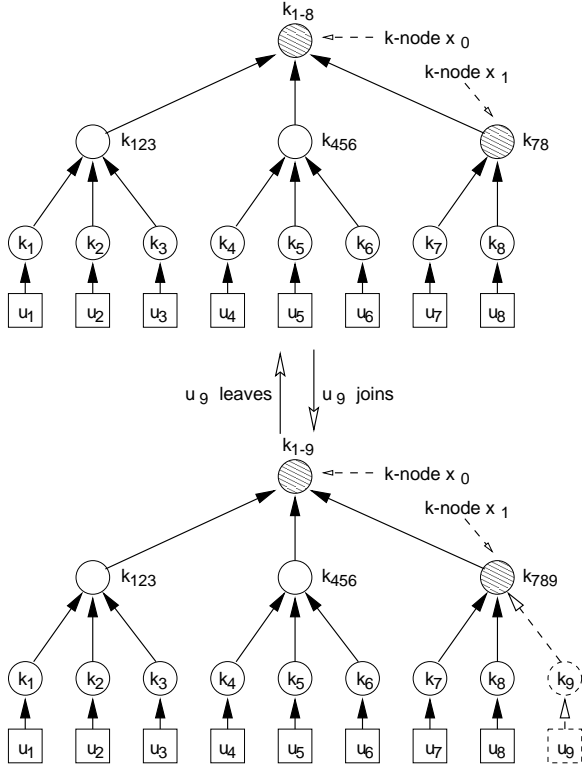 k1-8
k-node x 0
k-node x 1
k123 k456 k78
k1 k2 k3 k4 k5 k6 k7 k8
u1 u2 u3 u4 u5 u6 u7 u8
u 9 leaves u 9 joins
k1-9
k-node x 0
k-node x 1
k123 k456 k789
k1 k2 k3 k4 k5 k6 k7 k8 k9
u1 u2 u3 u4 u5 u6 u7 u8 u9